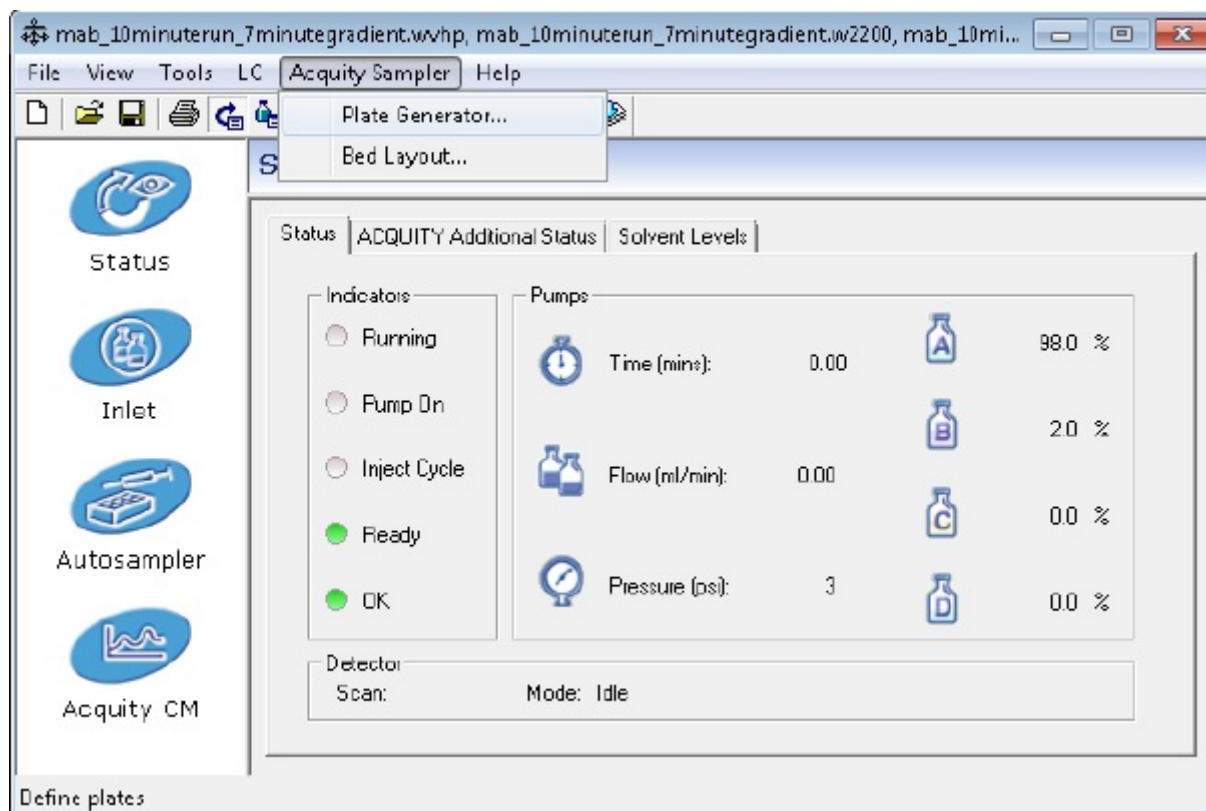 mab_10minuterun_7minutegradient.wvhp, mab_10minuterun_7minutegradient.w2200, mab_10mi...
File View Tools LC Acquity Sampler Help
Plate Generator...
Bed Layout...
S
Status
Inlet
Autosampler
Acquity CM
Status ACQUITY Additional Status Solvent Levels
Indicators
Running
Pump On
Inject Cycle
Ready
OK
Pumps
Time (mins): 0.00
Flow (ml/min): 0.00
Pressure (psi): 3
A 98.0 %
B 2.0 %
C 0.0 %
D 0.0 %
Detector
Scan: Mode: Idle
Define plates